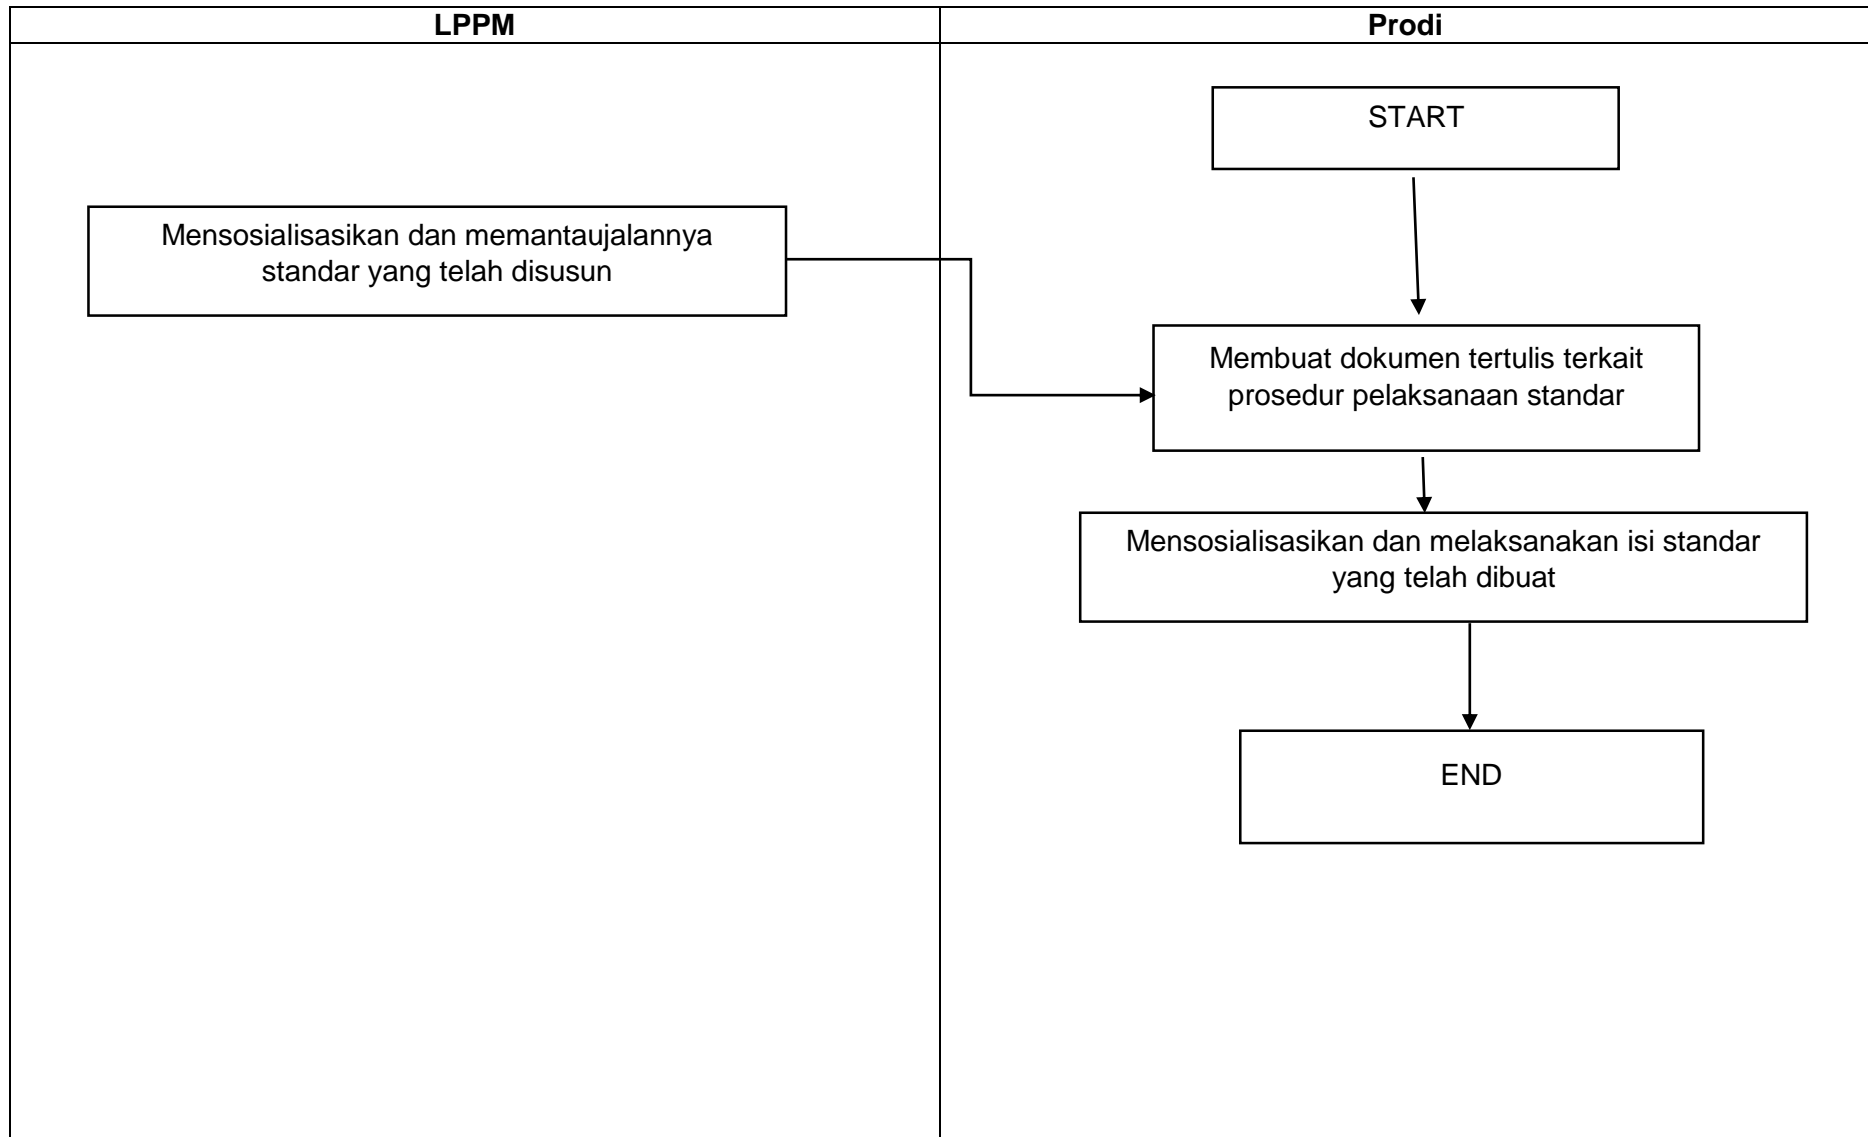 LPPM
Prodi
START
Mensosialisasikan dan memantaujalannya
standar yang telah disusun
Membuat dokumen tertulis terkait
prosedur pelaksanaan standar
Mensosialisasikan dan melaksanakan isi standar
yang telah dibuat
END